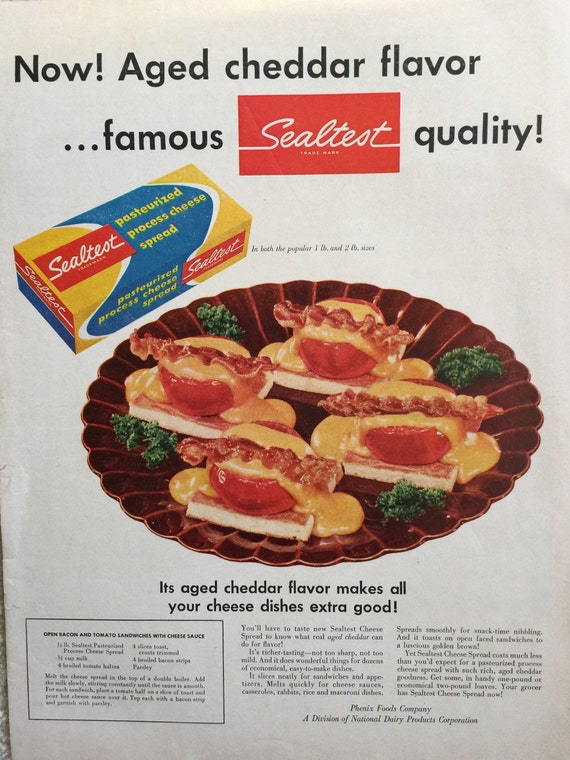 Now! Aged cheddar flavor
...famous Sealtest quality!
TRADE MARK
pasteurized
process cheese
spread
Sealtest
TRADE MARK
Sealtest
pasteurized
process cheese
spread
Sealtest
In both the popular 1 lb. and 2 lb. sizes
Its aged cheddar flavor makes all
your cheese dishes extra good!
OPEN BACON AND TOMATO SANDWICHES WITH CHEESE SAUCE
½ lb. Sealtest Pasteurized
Process Cheese Spread
¼ cup milk
4 broiled tomato halves
4 slices toast,
crusts trimmed
4 broiled bacon strips
Parsley
Melt the cheese spread in the top of a double boiler. Add
the milk slowly, stirring constantly until the sauce is smooth.
For each sandwich, place a tomato half on a slice of toast and
pour hot cheese sauce over it. Top each with a bacon strip
and garnish with parsley.
You'll have to taste new Sealtest Cheese
Spread to know what real aged cheddar can
do for flavor!
It's richer-tasting—not too sharp, not too
mild. And it does wonderful things for dozens
of economical, easy-to-make dishes.
It slices neatly for sandwiches and appe-
tizers. Melts quickly for cheese sauces,
casseroles, rabbits, rice and macaroni dishes.
Spreads smoothly for snack-time nibbling.
And it toasts on open faced sandwiches to
a luscious golden brown!
Yet Sealtest Cheese Spread costs much less
than you'd expect for a pasteurized process
cheese spread with such rich, aged cheddar
goodness. Get some, in handy one-pound or
economical two-pound loaves. Your grocer
has Sealtest Cheese Spread now!
Phenix Foods Company
A Division of National Dairy Products Corporation